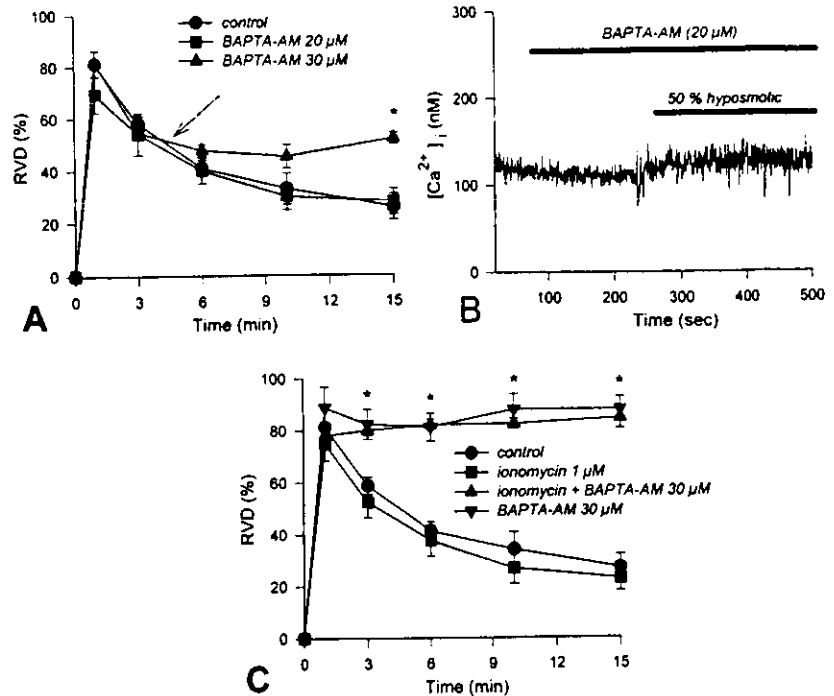 100
80
60
40
20
0
RVD (%)
control
BAPTA-AM 20 µM
BAPTA-AM 30 µM
*
0 3 6 9 12 15
Time (min)
A
300
250
200
150
100
50
0
[Ca2+]i (nM)
BAPTA-AM (20 µM)
50 % hyposmotic
100 200 300 400 500
Time (sec)
B
100
80
60
40
20
0
RVD (%)
* * * *
control
ionomycin 1 µM
ionomycin + BAPTA-AM 30 µM
BAPTA-AM 30 µM
0 3 6 9 12 15
Time (min)
C